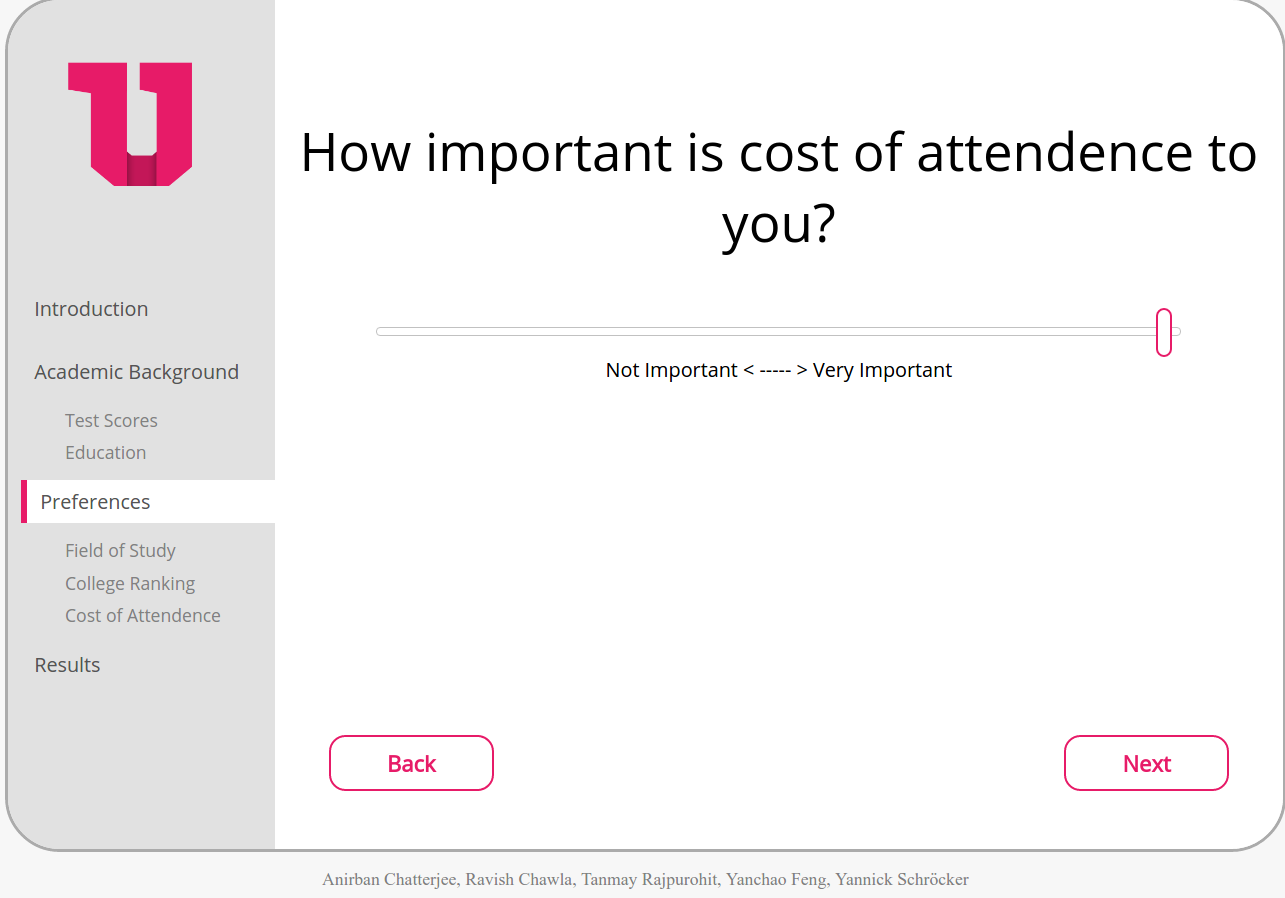 Introduction
Academic Background
Test Scores
Education
Preferences
Field of Study
College Ranking
Cost of Attendence
Results
How important is cost of attendence to
you?
Not Important < ----- > Very Important
Back
Next
Anirban Chatterjee, Ravish Chawla, Tanmay Rajpurohit, Yanchao Feng, Yannick Schröcker